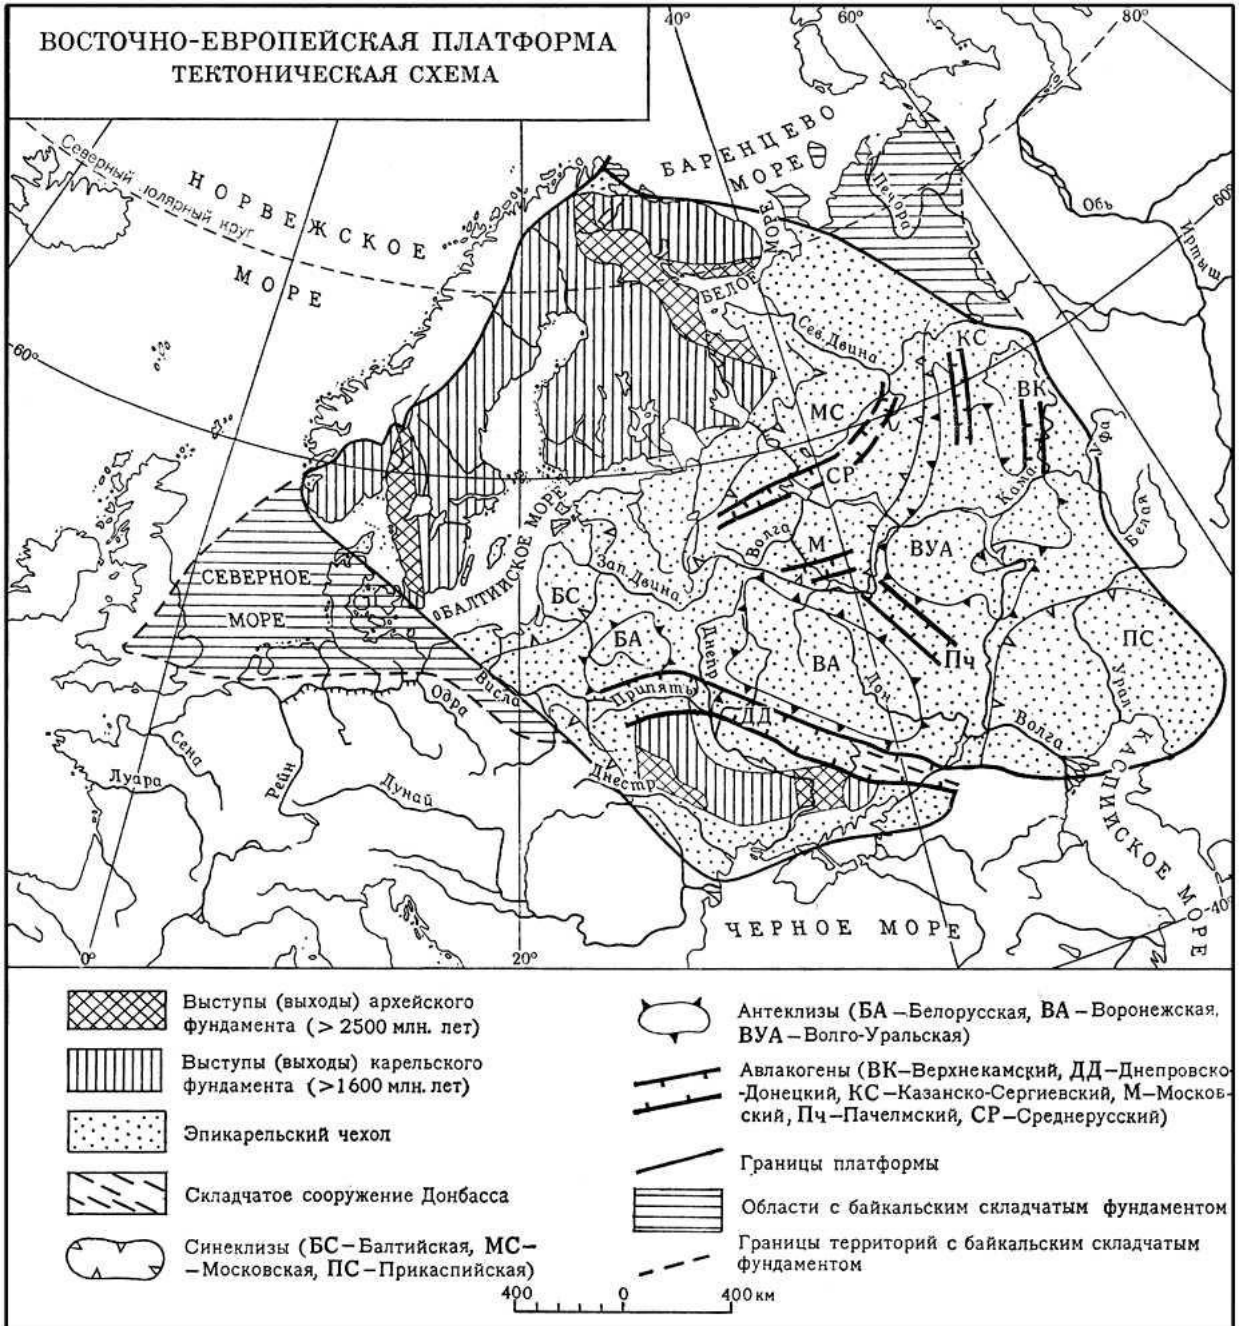 ВОСТОЧНО-ЕВРОПЕЙСКАЯ ПЛАТФОРМА
ТЕКТОНИЧЕСКАЯ СХЕМА
40°
60°
80°
БАРЕНЦЕВО
МОРЕ
Северный полярный круг
НОРВЕЖСКОЕ
МОРЕ
Печора
Обь
60°
Иртыш
МОРЕ
БЕЛОЕ
60°
Сев. Двина
КС
ВК
МС
Уфа
СР
Кама
Белая
Волга
М
ВУА
БАЛТИЙСКОЕ МОРЕ
Зап. Двина
СЕВЕРНОЕ
МОРЕ
БС
БА
Днепр
ВА
Пч
ПС
Дон
Урал
Висла
Одра
Припять
ДД
Волга
Сена
Луара
Рейн
Дунай
Днестр
КАСПИЙСКОЕ МОРЕ
ЧЕРНОЕ МОРЕ
40°
0°
20°
Выступы (выходы) архейского
фундамента (> 2500 млн. лет)
Выступы (выходы) карельского
фундамента (>1600 млн. лет)
Эпикарельский чехол
Складчатое сооружение Донбасса
Синеклизы (БС–Балтийская, МС–
–Московская, ПС–Прикаспийская)
Антеклизы (БА–Белорусская, ВА–Воронежская,
ВУА–Волго-Уральская)
Авлакогены (ВК–Верхнекамский, ДД–Днепровско-
-Донецкий, КС–Казанско-Сергиевский, М–Москов-
ский, Пч–Пачелмский, СР–Среднерусский)
Границы платформы
Области с байкальским складчатым фундаментом
Границы территорий с байкальским складчатым
фундаментом
400 0 400 км